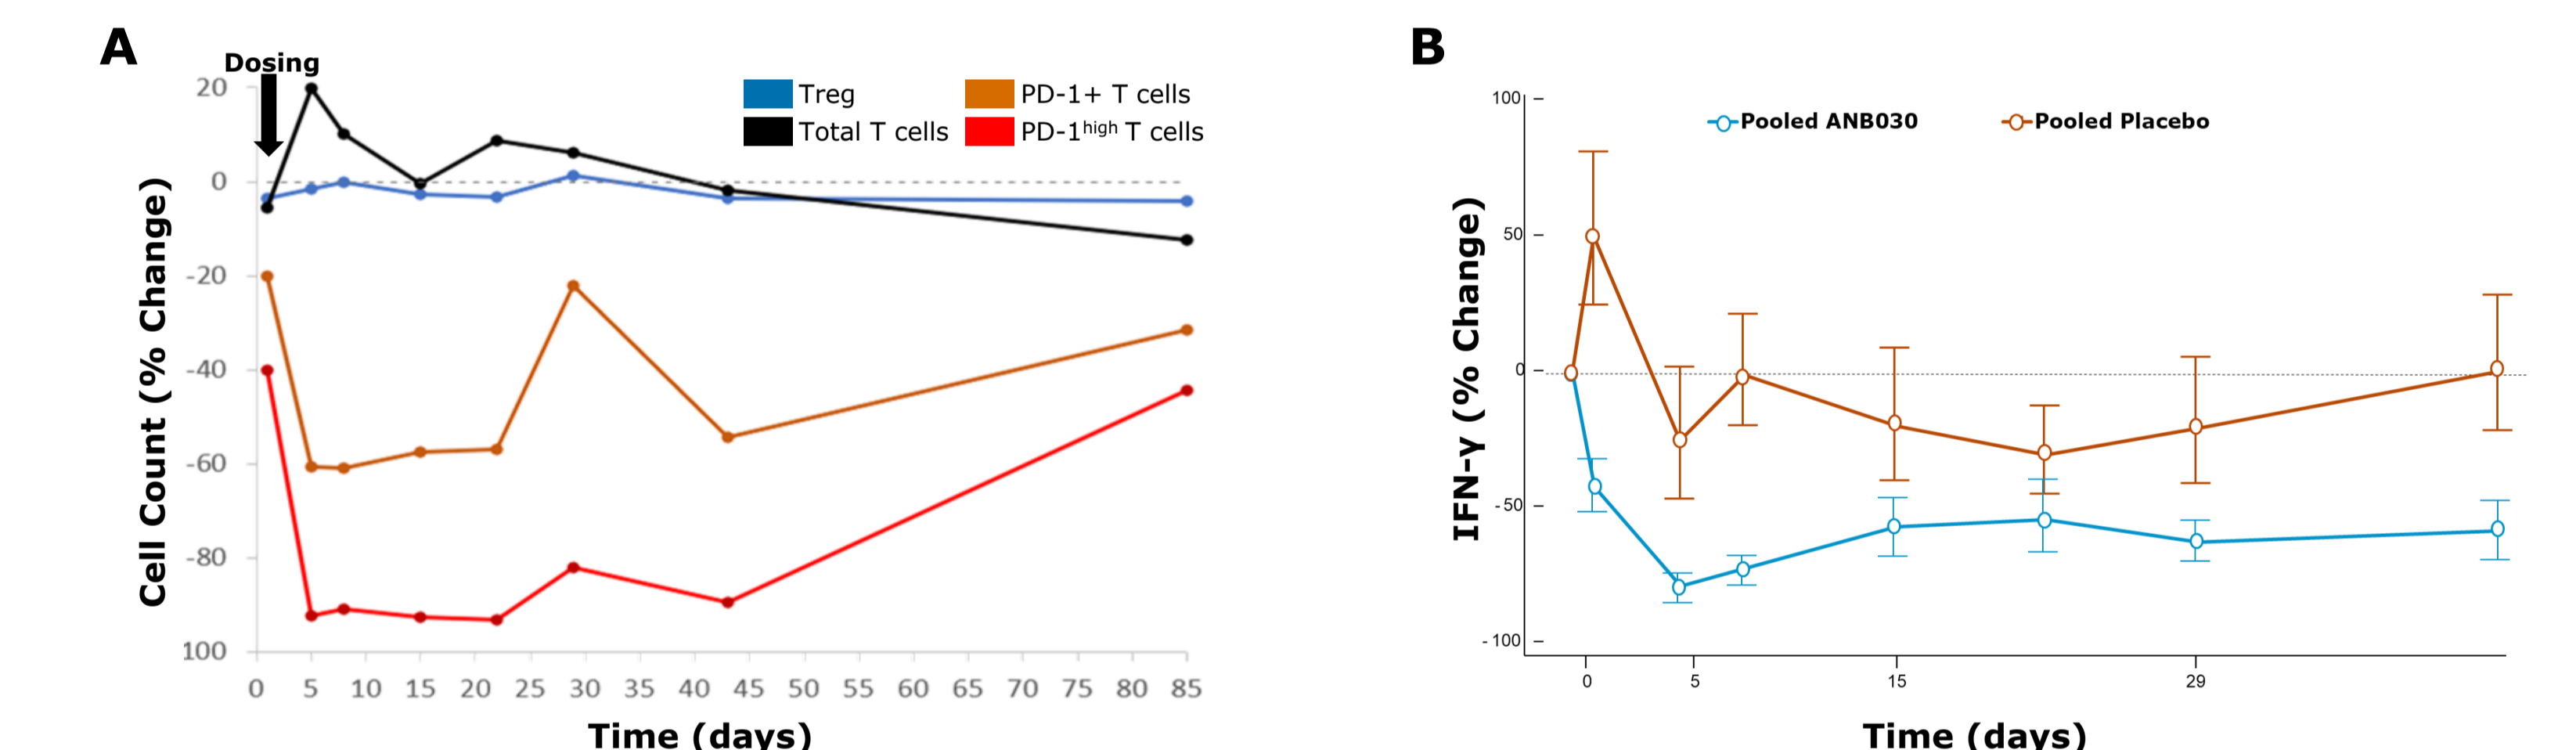 A
Dosing
Treg
PD-1+ T cells
Total T cells
PD-1high T cells
20
0
-20
-40
-60
-80
100
Cell Count (% Change)
0 5 10 15 20 25 30 35 40 45 50 55 60 65 70 75 80 85
Time (days)
B
Pooled ANB030
Pooled Placebo
100
50
0
-50
-100
IFN-γ (% Change)
0 5 15 29
Time (days)